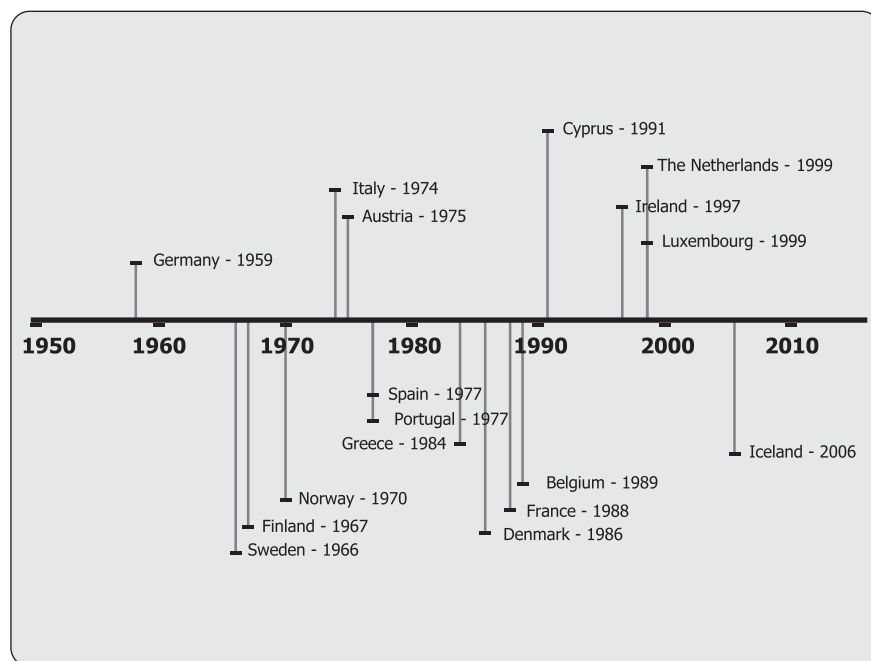 Cyprus - 1991
The Netherlands - 1999
Italy - 1974
Ireland - 1997
Austria - 1975
Luxembourg - 1999
Germany - 1959
1950 1960 1970 1980 1990 2000 2010
Spain - 1977
Portugal - 1977
Greece - 1984
Iceland - 2006
Belgium - 1989
Norway - 1970
France - 1988
Finland - 1967
Denmark - 1986
Sweden - 1966